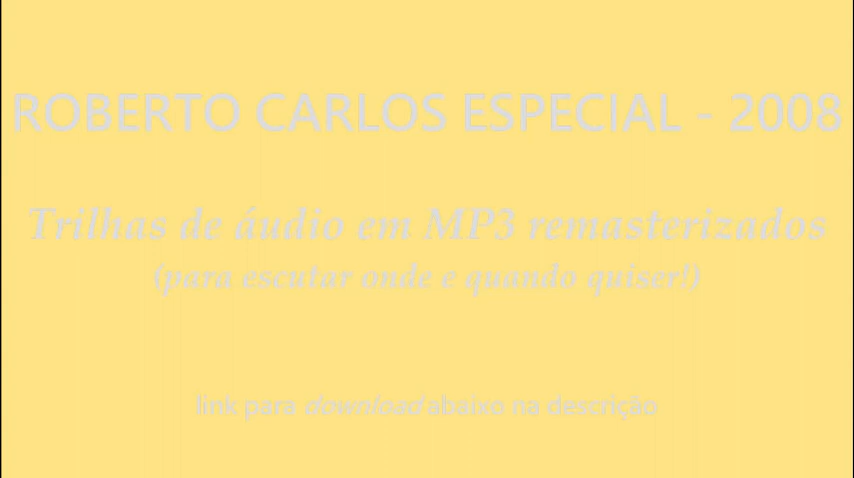 ROBERTO CARLOS ESPECIAL - 2008
Trilhas de áudio em MP3 remasterizados
(para escutar onde e quando quiser!)
link para download abaixo na descrição